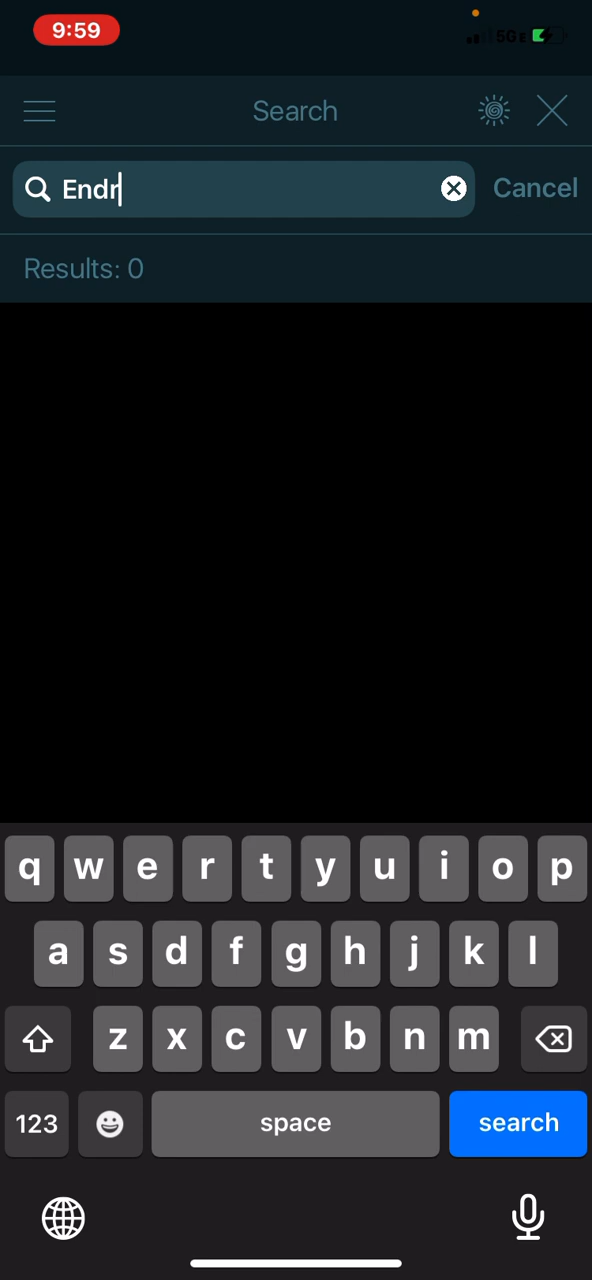 9:59
5G E
Search
Endr
Cancel
Results: 0
q w e r t y u i o p
a s d f g h j k l
z x c v b n m
123
space
search